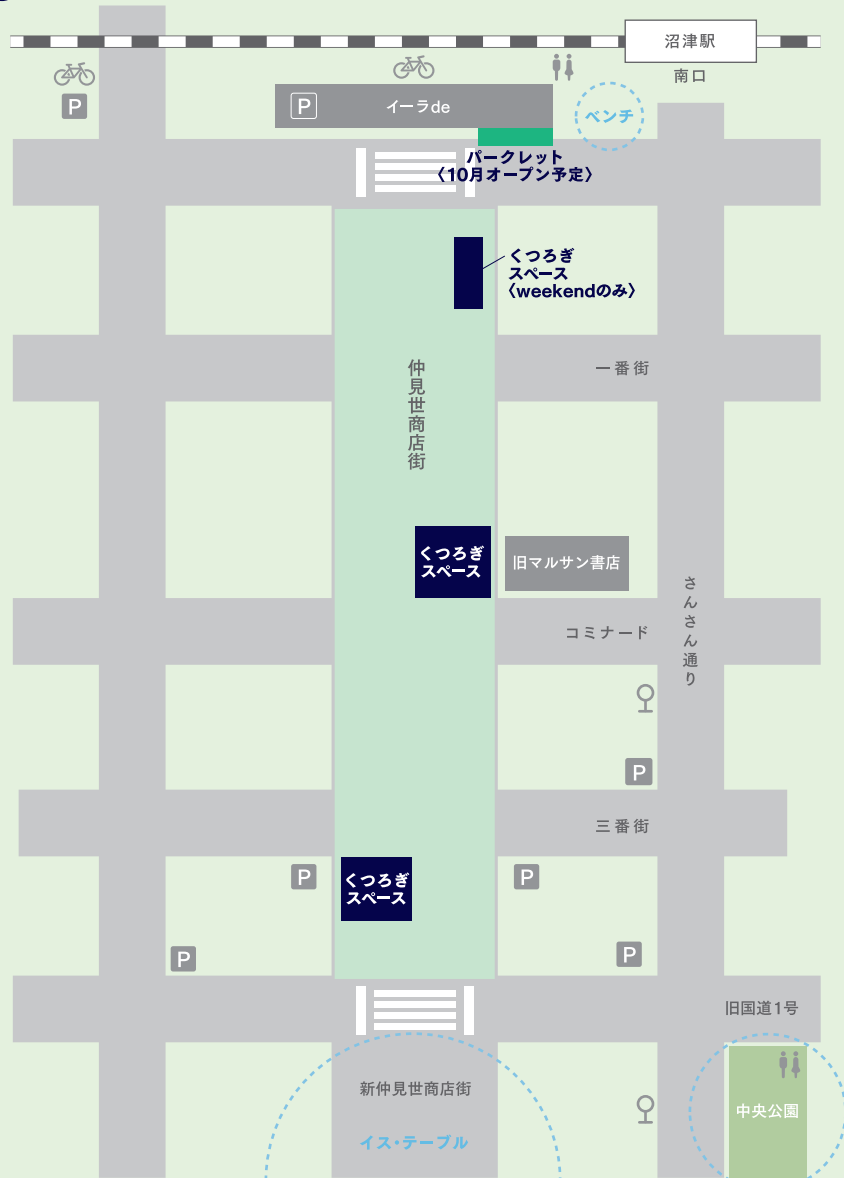 沼津駅
南口
P
P
イーラde
ベンチ
パークレット
〈10月オープン予定〉
くつろぎ
スペース
〈weekendのみ〉
一番街
仲見世商店街
くつろぎ
スペース
旧マルサン書店
さんさん通り
コミナード
P
三番街
P
くつろぎ
スペース
P
P
P
旧国道1号
新仲見世商店街
中央公園
イス・テーブル